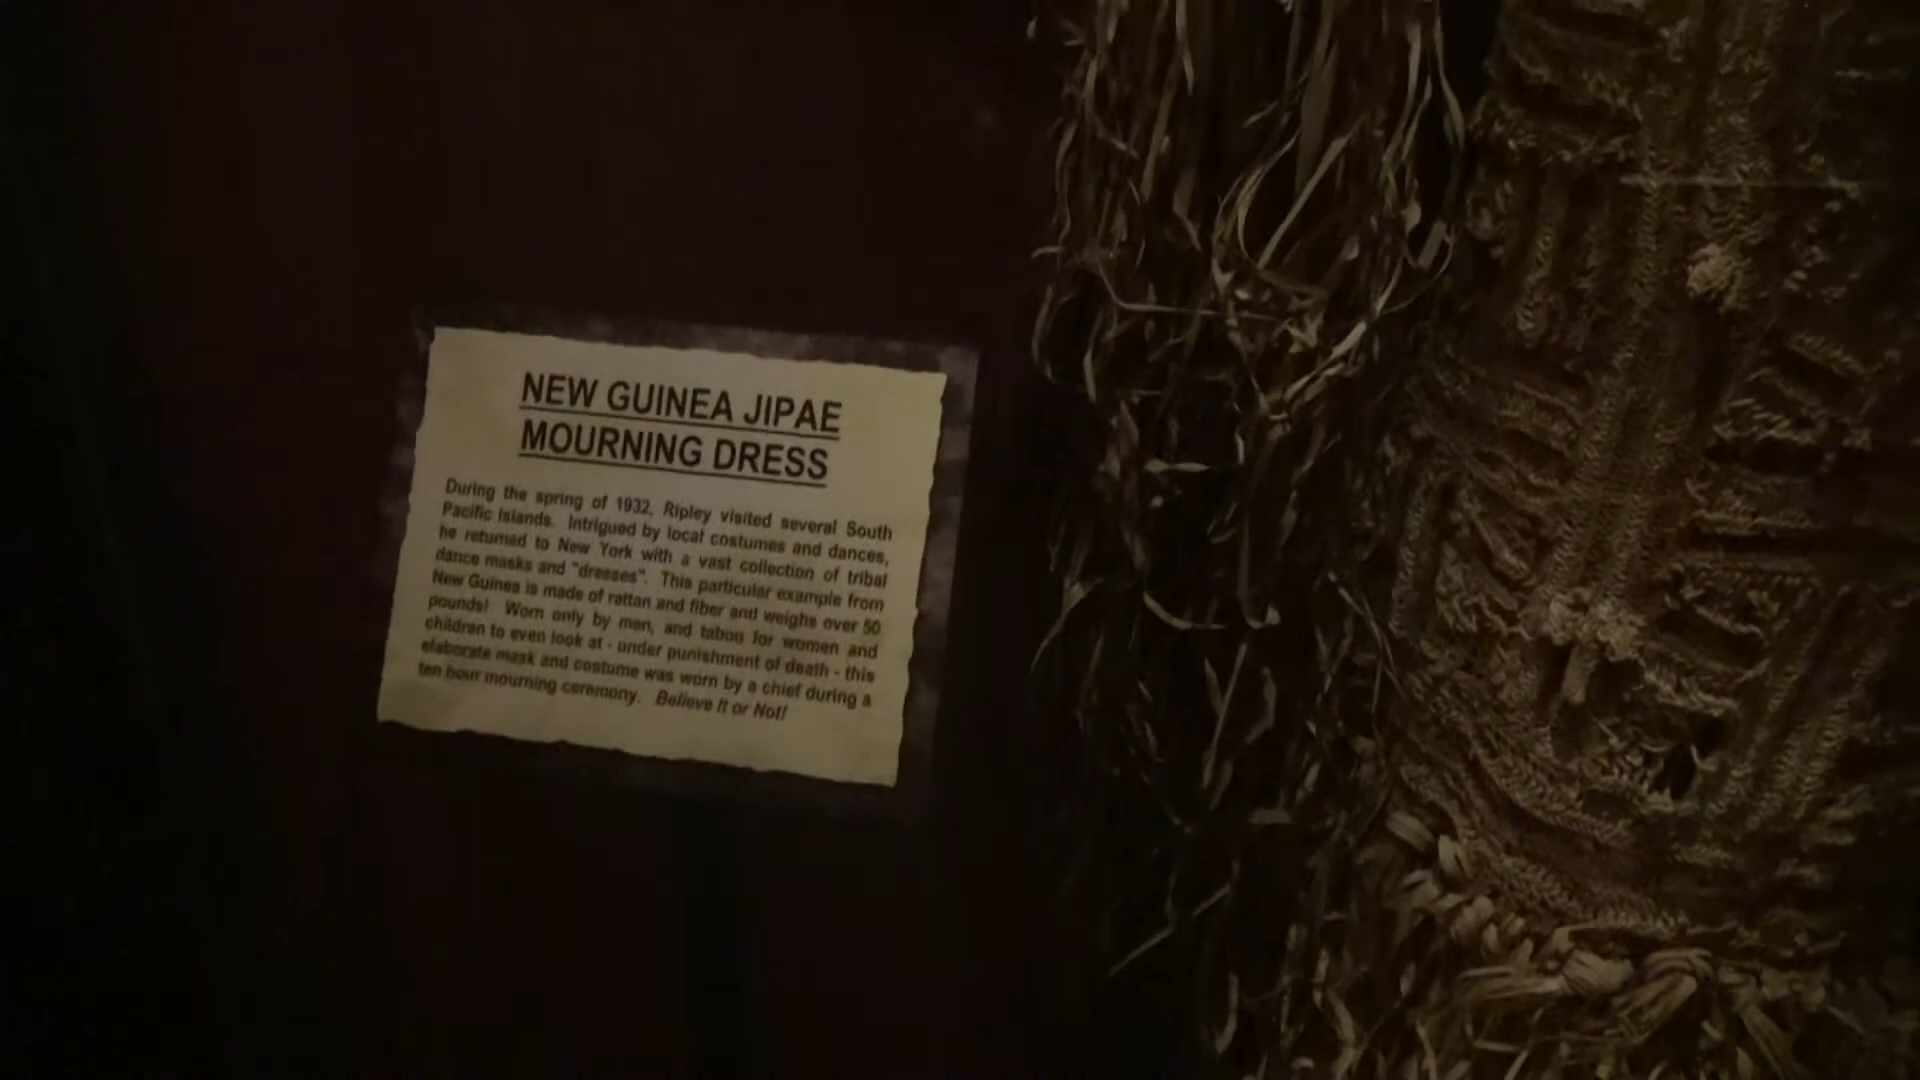 NEW GUINEA JIPAE
MOURNING DRESS
During the spring of 1932, Ripley visited several South
Pacific Islands. Intrigued by local costumes and dances,
he returned to New York with a vast collection of tribal
dance masks and "dresses". This particular example from
New Guinea is made of rattan and fiber and weighs over 50
pounds! Worn only by men, and taboo for women and
children to even look at - under punishment of death - this
elaborate mask and costume was worn by a chief during a
ten hour mourning ceremony. Believe It or Not!